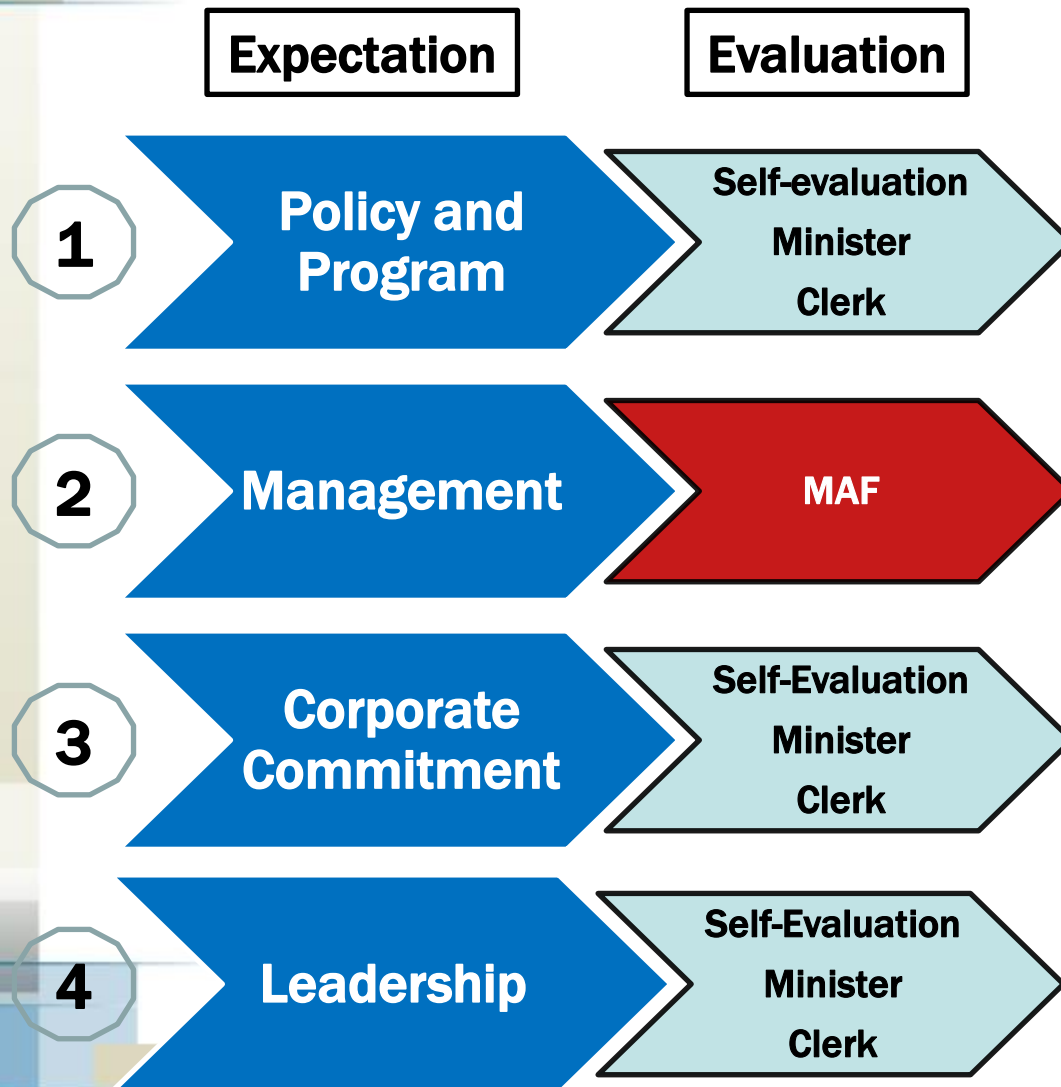 Expectation
Evaluation
1
Policy and
Program
Self-evaluation
Minister
Clerk
2
Management
MAF
3
Corporate
Commitment
Self-Evaluation
Minister
Clerk
4
Leadership
Self-Evaluation
Minister
Clerk